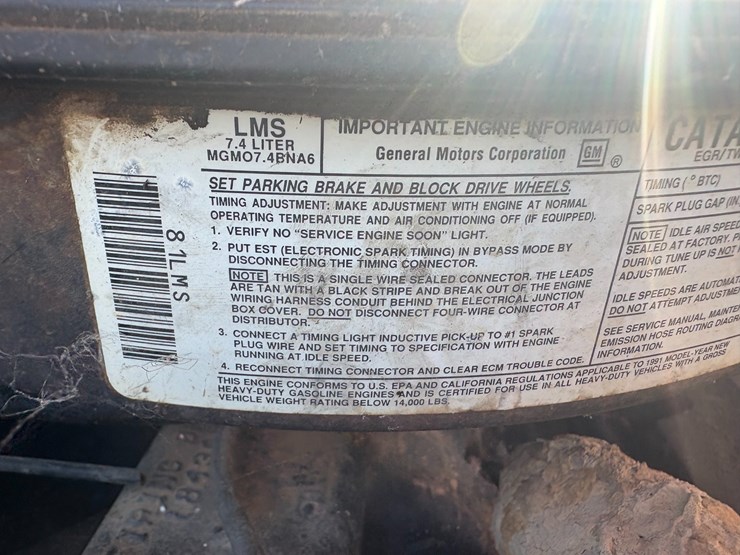 LMS
7.4 LITER
MGMO7.4BNA6
8 1L M S
IMPORTANT ENGINE INFORMATION
General Motors Corporation GM ®
SET PARKING BRAKE AND BLOCK DRIVE WHEELS.
TIMING ADJUSTMENT: MAKE ADJUSTMENT WITH ENGINE AT NORMAL
OPERATING TEMPERATURE AND AIR CONDITIONING OFF (IF EQUIPPED).
1. VERIFY NO "SERVICE ENGINE SOON" LIGHT.
2. PUT EST (ELECTRONIC SPARK TIMING) IN BYPASS MODE BY
DISCONNECTING THE TIMING CONNECTOR.
NOTE THIS IS A SINGLE WIRE SEALED CONNECTOR. THE LEADS
ARE TAN WITH A BLACK STRIPE AND BREAK OUT OF THE ENGINE
WIRING HARNESS CONDUIT BEHIND THE ELECTRICAL JUNCTION
BOX COVER. DO NOT DISCONNECT FOUR-WIRE CONNECTOR AT
DISTRIBUTOR.
3. CONNECT A TIMING LIGHT INDUCTIVE PICK-UP TO #1 SPARK
PLUG WIRE AND SET TIMING TO SPECIFICATION WITH ENGINE
RUNNING AT IDLE SPEED.
4. RECONNECT TIMING CONNECTOR AND CLEAR ECM TROUBLE CODE.
THIS ENGINE CONFORMS TO U.S. EPA AND CALIFORNIA REGULATIONS APPLICABLE TO 1991 MODEL-YEAR NEW
HEAVY-DUTY GASOLINE ENGINES AND IS CERTIFIED FOR USE IN ALL HEAVY-DUTY VEHICLES WITH A GROSS
VEHICLE WEIGHT RATING BELOW 14,000 LBS.
CATA
EGR/TW
TIMING (° BTC)
SPARK PLUG GAP (IN.
NOTE IDLE AIR SPEED
SEALED AT FACTORY. P
DURING TUNE UP IS NOT
ADJUSTMENT.
IDLE SPEEDS ARE AUTOMAT
DO NOT ATTEMPT ADJUSTME
SEE SERVICE MANUAL, MAINTE
EMISSION HOSE ROUTING DIAGR
INFORMATION.